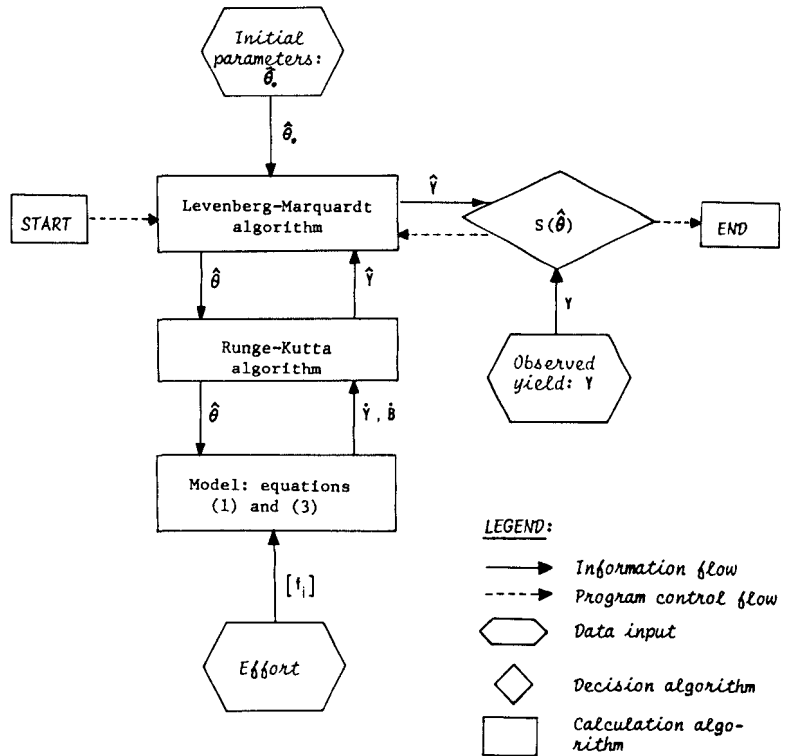 Initial
parameters:
θ̂₀
θ̂₀
START
Levenberg-Marquardt
algorithm
Ŷ
S(θ̂)
END
θ̂
Ŷ
Y
Runge-Kutta
algorithm
Observed
yield: Y
θ̂
Ẏ , Ḃ
Model: equations
(1) and (3)
[fᵢ]
Effort
LEGEND:
Information flow
Program control flow
Data input
Decision algorithm
Calculation algo-
rithm